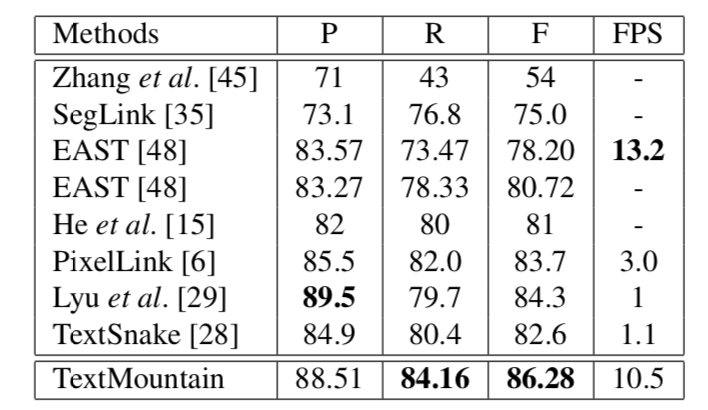 Methods P R F FPS
Zhang et al. [45] 71 43 54 -
SegLink [35] 73.1 76.8 75.0 -
EAST [48] 83.57 73.47 78.20 13.2
EAST [48] 83.27 78.33 80.72 -
He et al. [15] 82 80 81 -
PixelLink [6] 85.5 82.0 83.7 3.0
Lyu et al. [29] 89.5 79.7 84.3 1
TextSnake [28] 84.9 80.4 82.6 1.1
TextMountain 88.51 84.16 86.28 10.5